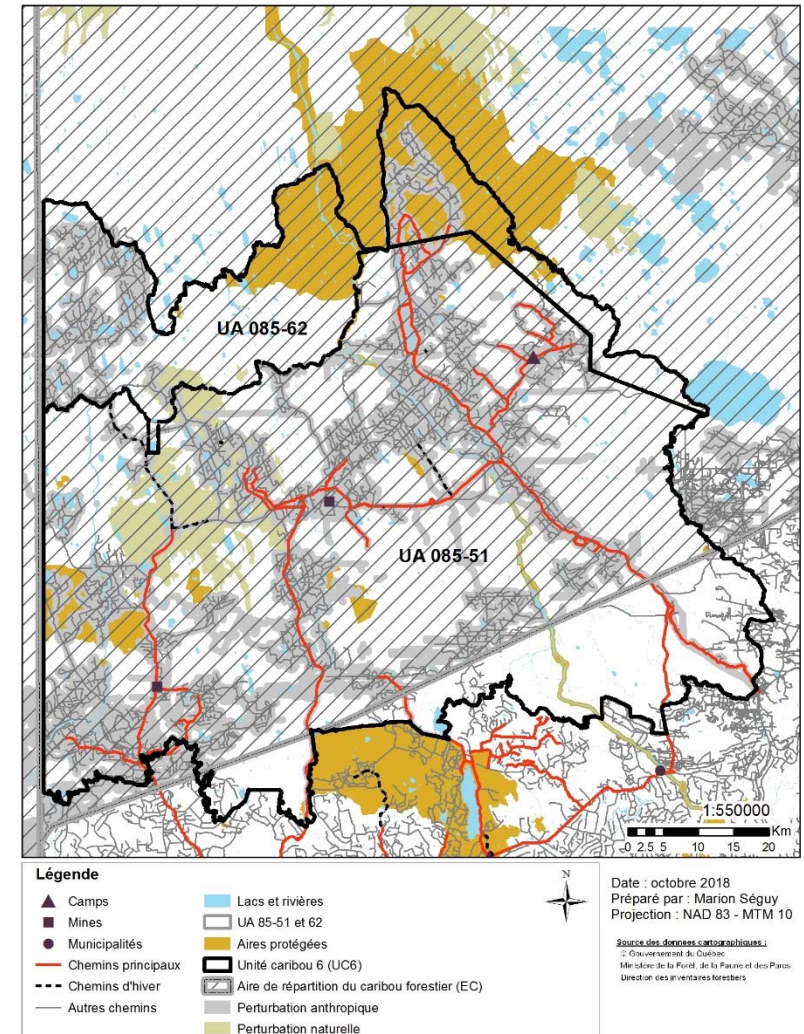 UA 085-62
UA 085-51
1:550000
Km
0 2.5 5 10 15 20
Légende
Camps
Mines
Municipalités
Chemins principaux
Chemins d'hiver
Autres chemins
Lacs et rivières
UA 85-51 et 62
Aires protégées
Unité caribou 6 (UC6)
Aire de répartition du caribou forestier (EC)
Perturbation anthropique
Perturbation naturelle
N
Date : octobre 2018
Préparé par : Marion Séguy
Projection : NAD 83 - MTM 10
Source des données cartographiques :
© Gouvernement du Québec
Ministère de la Forêt, de la Faune et des Parcs
Direction des inventaires forestiers